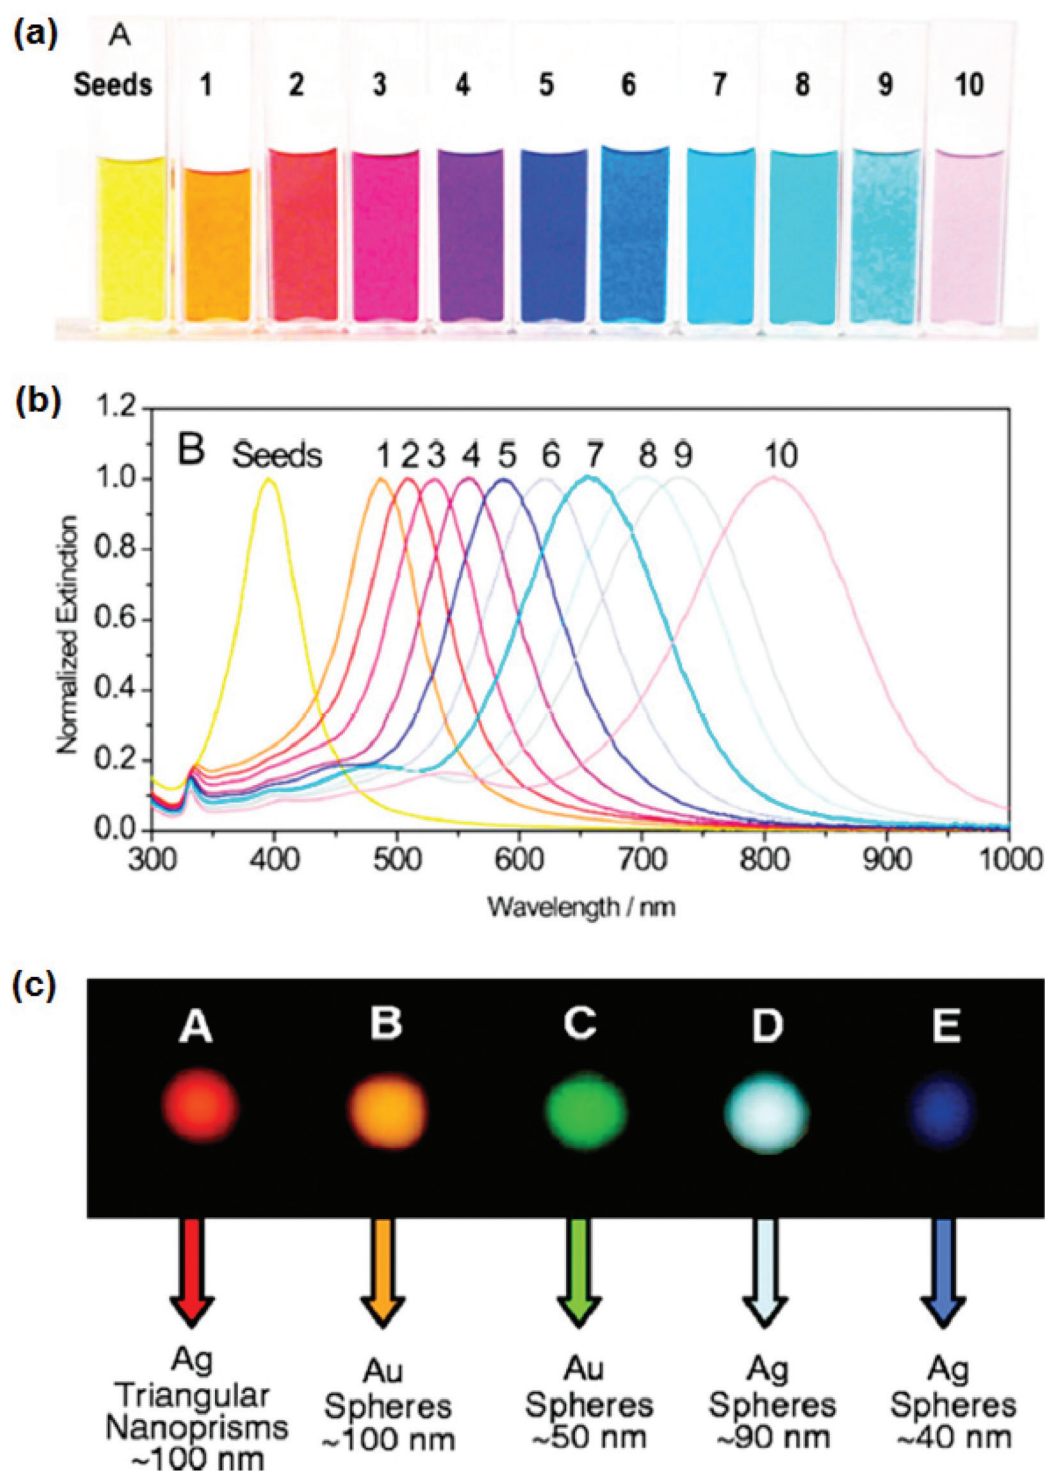 (a)
A
Seeds 1 2 3 4 5 6 7 8 9 10
(b)
B Seeds 1 2 3 4 5 6 7 8 9 10
1.2
1.0
0.8
0.6
0.4
0.2
0.0
Normalized Extinction
300 400 500 600 700 800 900 1000
Wavelength / nm
(c)
A B C D E
Ag
Triangular
Nanoprisms
~100 nm
Au
Spheres
~100 nm
Au
Spheres
~50 nm
Ag
Spheres
~90 nm
Ag
Spheres
~40 nm